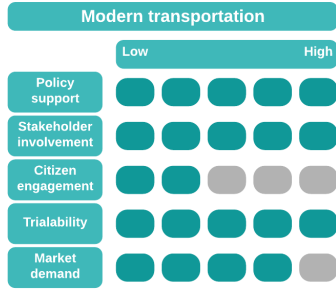 Modern transportation
Low High
Policy
support
Stakeholder
involvement
Citizen
engagement
Trialability
Market
demand